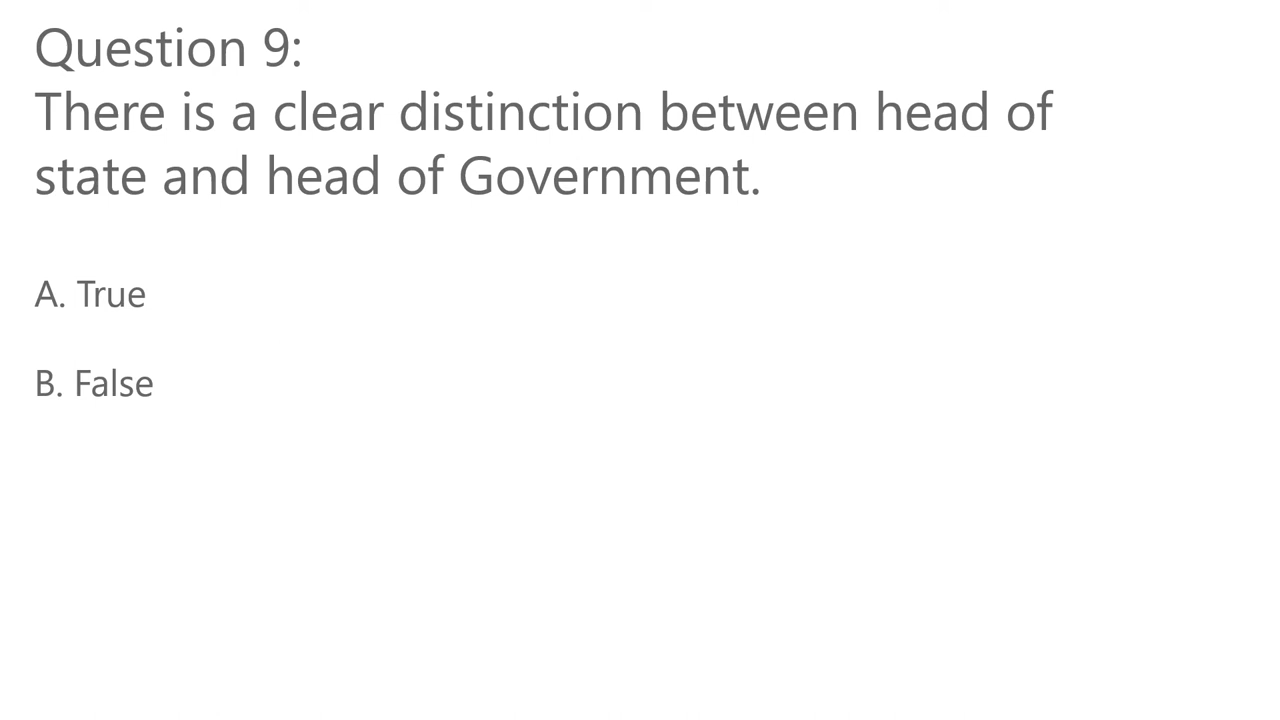 Question 9:
There is a clear distinction between head of
state and head of Government.
A. True
B. False